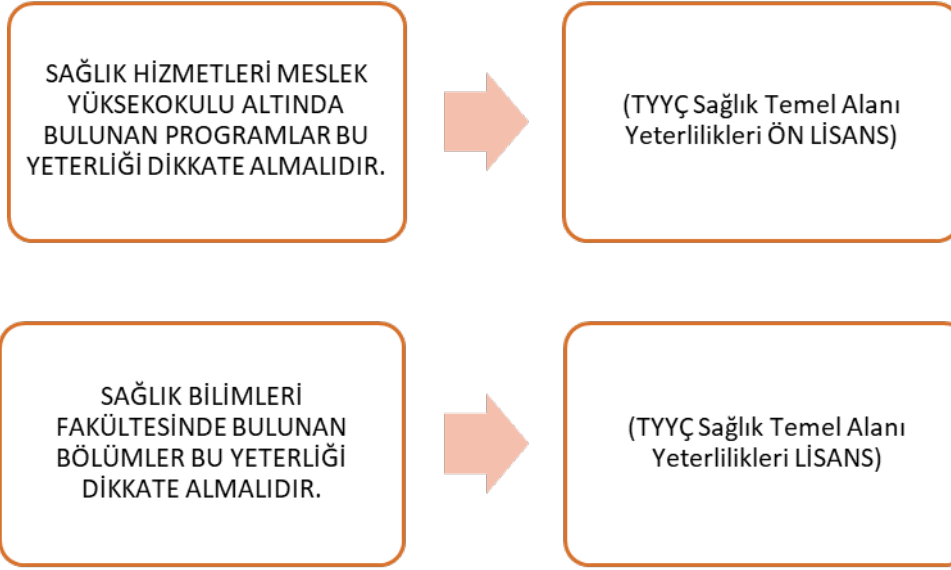 SAĞLIK HİZMETLERİ MESLEK
YÜKSEKOKULU ALTINDA
BULUNAN PROGRAMLAR BU
YETERLİĞİ DİKKATE ALMALIDIR.
(TYYÇ Sağlık Temel Alanı
Yeterlilikleri ÖN LİSANS)
SAĞLIK BİLİMLERİ
FAKÜLTESİNDE BULUNAN
BÖLÜMLER BU YETERLİĞİ
DİKKATE ALMALIDIR.
(TYYÇ Sağlık Temel Alanı
Yeterlilikleri LİSANS)